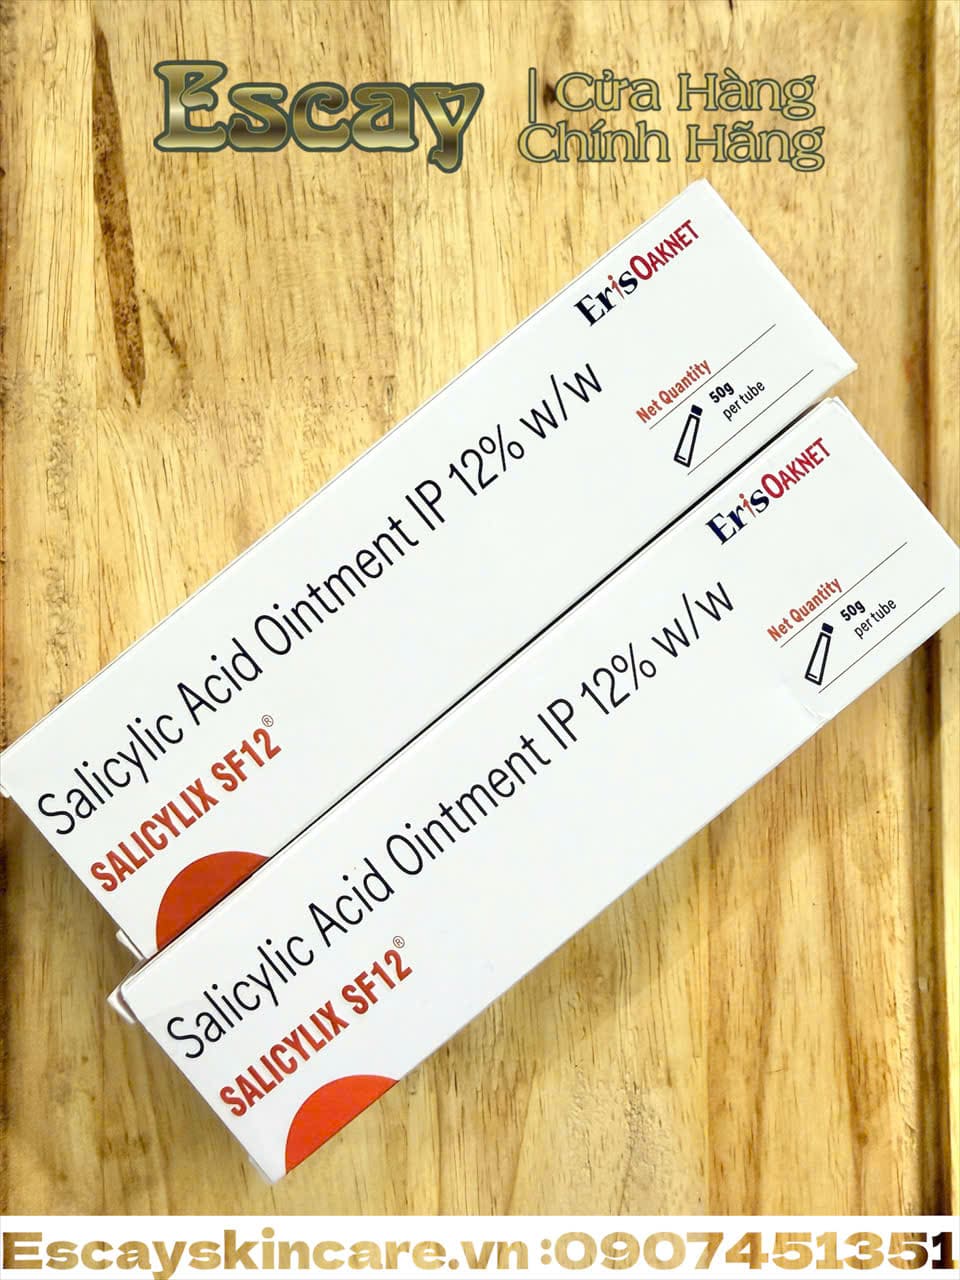 Escay
| Cửa Hàng
Chính Hãng
ErisOAKNET
Net Quantity
50g
per tube
Salicylic Acid Ointment IP 12% w/w
SALICYLIX SF12®
ErisOAKNET
Net Quantity
50g
per tube
Salicylic Acid Ointment IP 12% w/w
SALICYLIX SF12®
Escayskincare.vn :0907451351